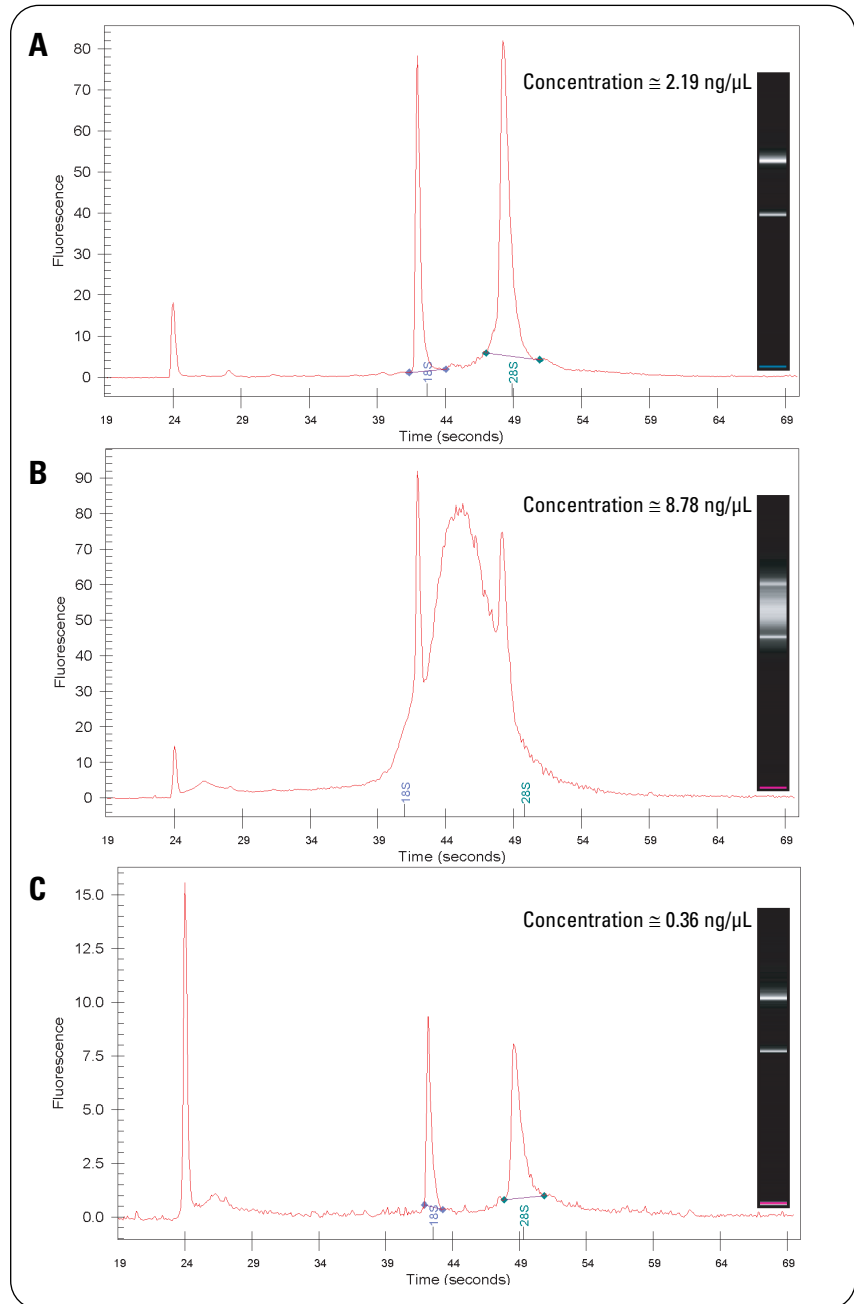 A
Concentration ≅ 2.19 ng/µL
80
70
60
50
40
30
20
10
0
Fluorescence
18S
28S
19 24 29 34 39 44 49 54 59 64 69
Time (seconds)
B
Concentration ≅ 8.78 ng/µL
90
80
70
60
50
40
30
20
10
0
Fluorescence
18S
28S
19 24 29 34 39 44 49 54 59 64 69
Time (seconds)
C
Concentration ≅ 0.36 ng/µL
15.0
12.5
10.0
7.5
5.0
2.5
0.0
Fluorescence
18S
28S
19 24 29 34 39 44 49 54 59 64 69
Time (seconds)